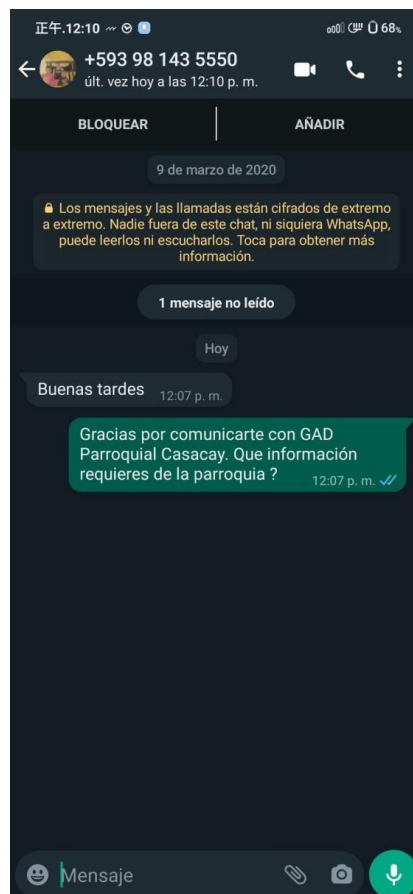 正午.12:10 68%
+593 98 143 5550
últ. vez hoy a las 12:10 p. m.
BLOQUEAR AÑADIR
9 de marzo de 2020
Los mensajes y las llamadas están cifrados de extremo
a extremo. Nadie fuera de este chat, ni siquiera WhatsApp,
puede leerlos ni escucharlos. Toca para obtener más
información.
1 mensaje no leído
Hoy
Buenas tardes 12:07 p. m.
Gracias por comunicarte con GAD
Parroquial Casacay. Que información
requieres de la parroquia ? 12:07 p. m.
Mensaje